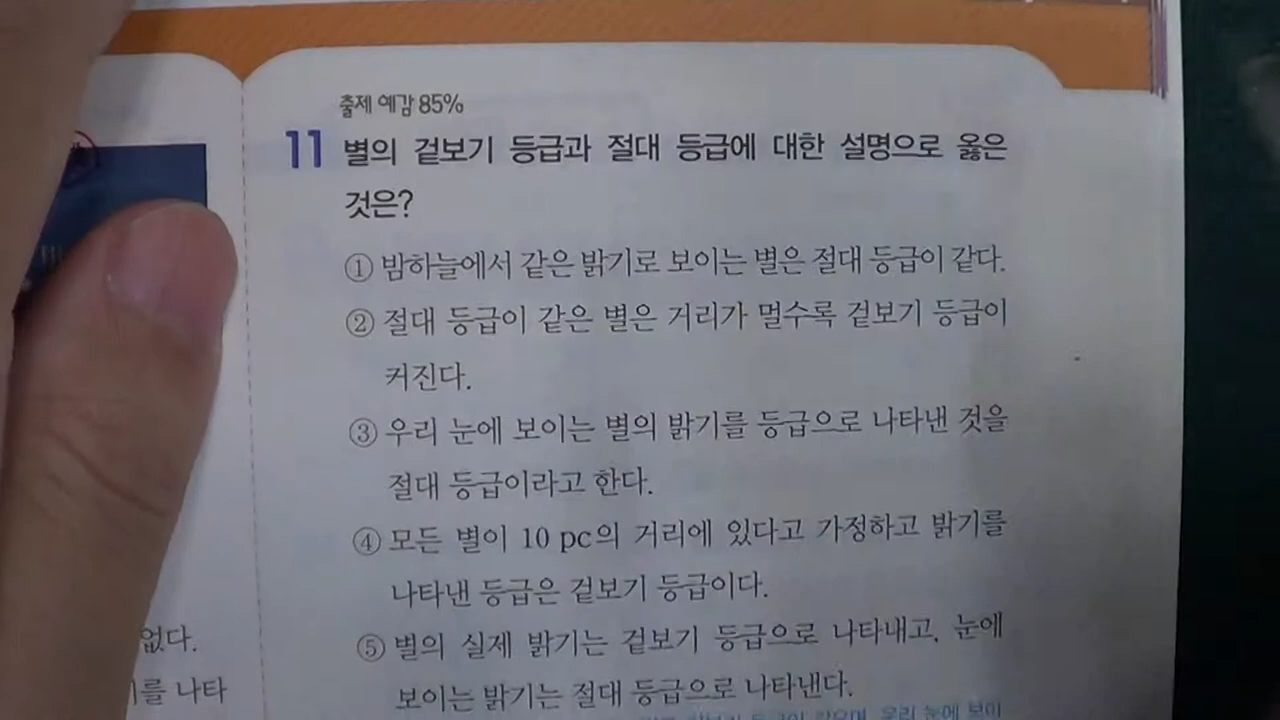 출제 예감 85%
11 별의 겉보기 등급과 절대 등급에 대한 설명으로 옳은
것은?
① 밤하늘에서 같은 밝기로 보이는 별은 절대 등급이 같다.
② 절대 등급이 같은 별은 거리가 멀수록 겉보기 등급이
커진다.
③ 우리 눈에 보이는 별의 밝기를 등급으로 나타낸 것을
절대 등급이라고 한다.
④ 모든 별이 10 pc의 거리에 있다고 가정하고 밝기를
나타낸 등급은 겉보기 등급이다.
⑤ 별의 실제 밝기는 겉보기 등급으로 나타내고, 눈에
보이는 밝기는 절대 등급으로 나타낸다.
없다.
를 나타